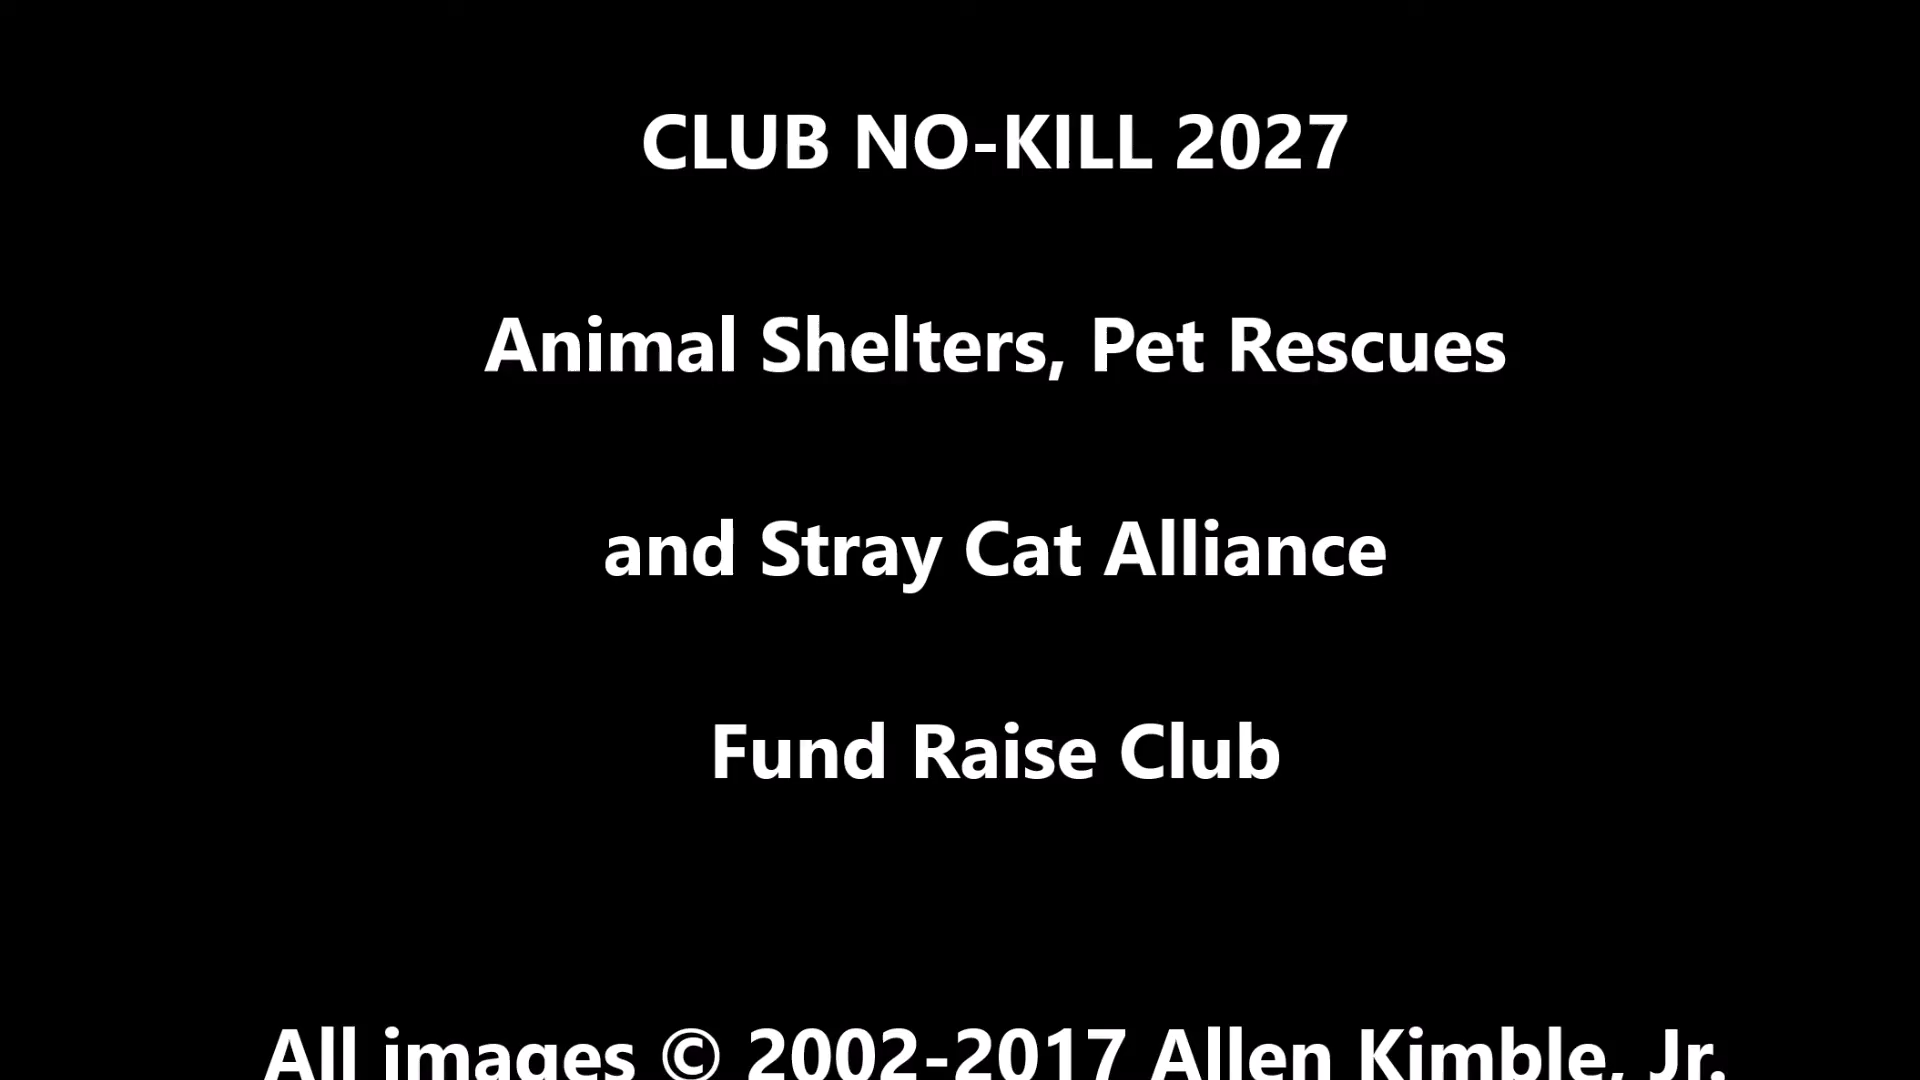 CLUB NO-KILL 2027
Animal Shelters, Pet Rescues
and Stray Cat Alliance
Fund Raise Club
All images © 2002-2017 Allen Kimble, Jr.